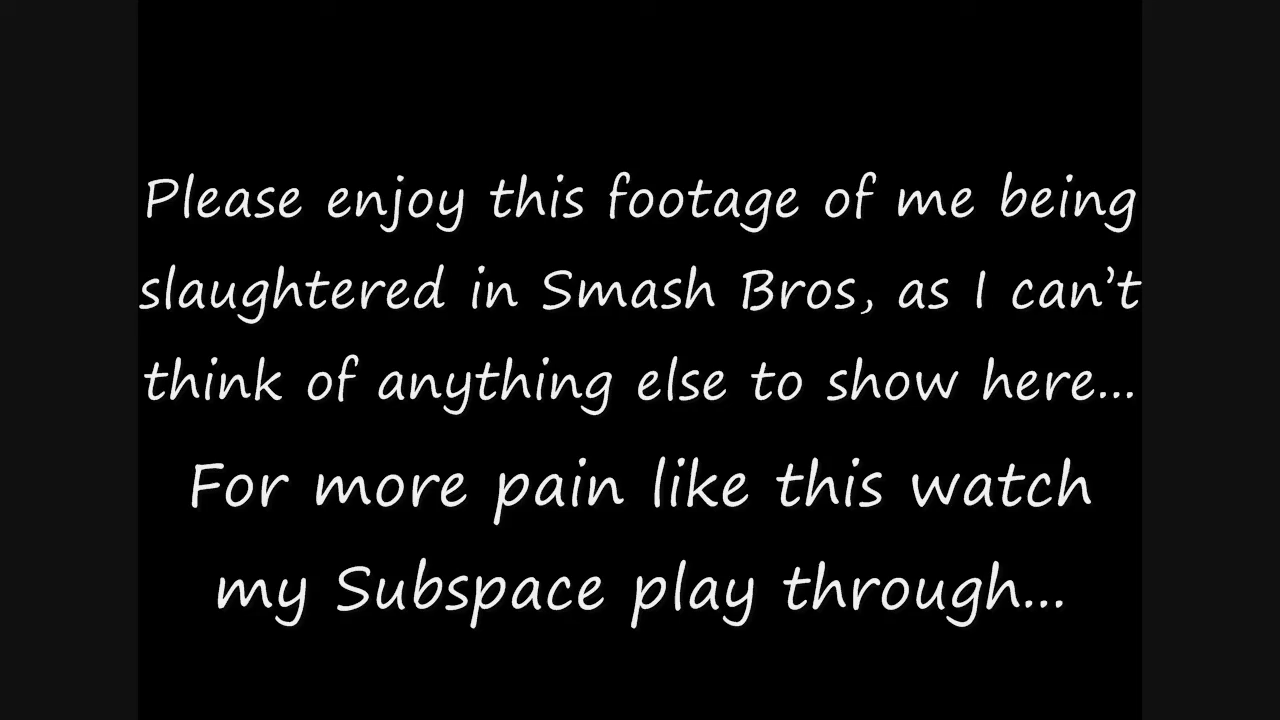 Please enjoy this footage of me being
slaughtered in Smash Bros, as I can’t
think of anything else to show here...
For more pain like this watch
my Subspace play through...